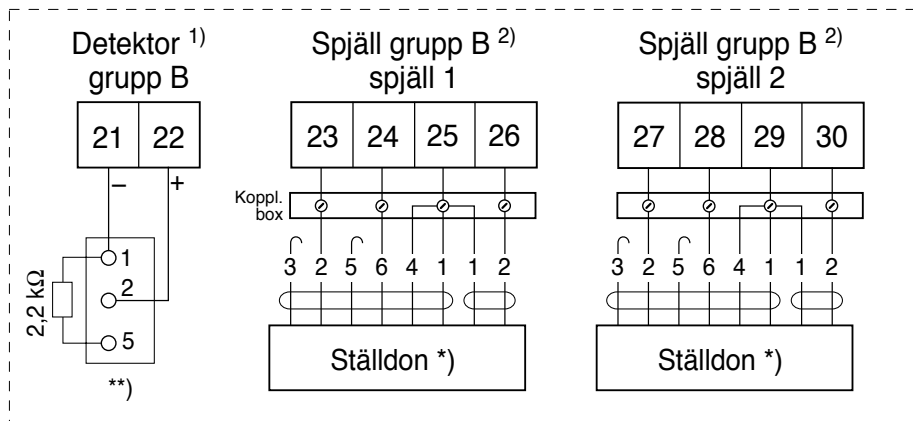 Detektor 1)
grupp B
21 22
– +
1
2
5
2,2 kΩ
**)
Spjäll grupp B 2)
spjäll 1
23 24 25 26
Koppl.
box
3 2 5 6 4 1 1 2
Ställdon *)
Spjäll grupp B 2)
spjäll 2
27 28 29 30
3 2 5 6 4 1 1 2
Ställdon *)